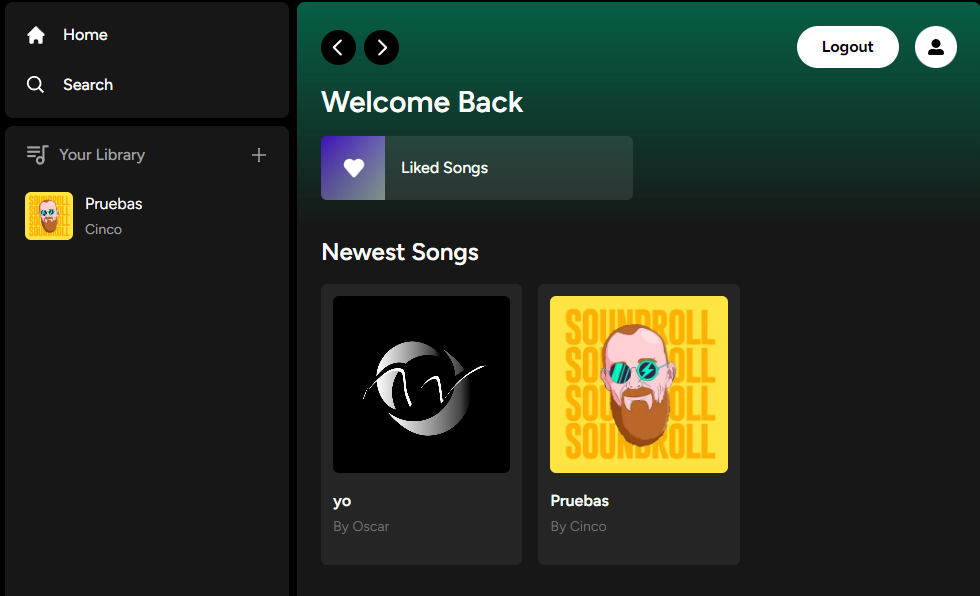 Home
Search
Your Library
Pruebas
Cinco
Logout
Welcome Back
Liked Songs
Newest Songs
SOUNDROLL
SOUNDROLL
SOUNDROLL
SOUNDROLL
yo
By Oscar
Pruebas
By Cinco